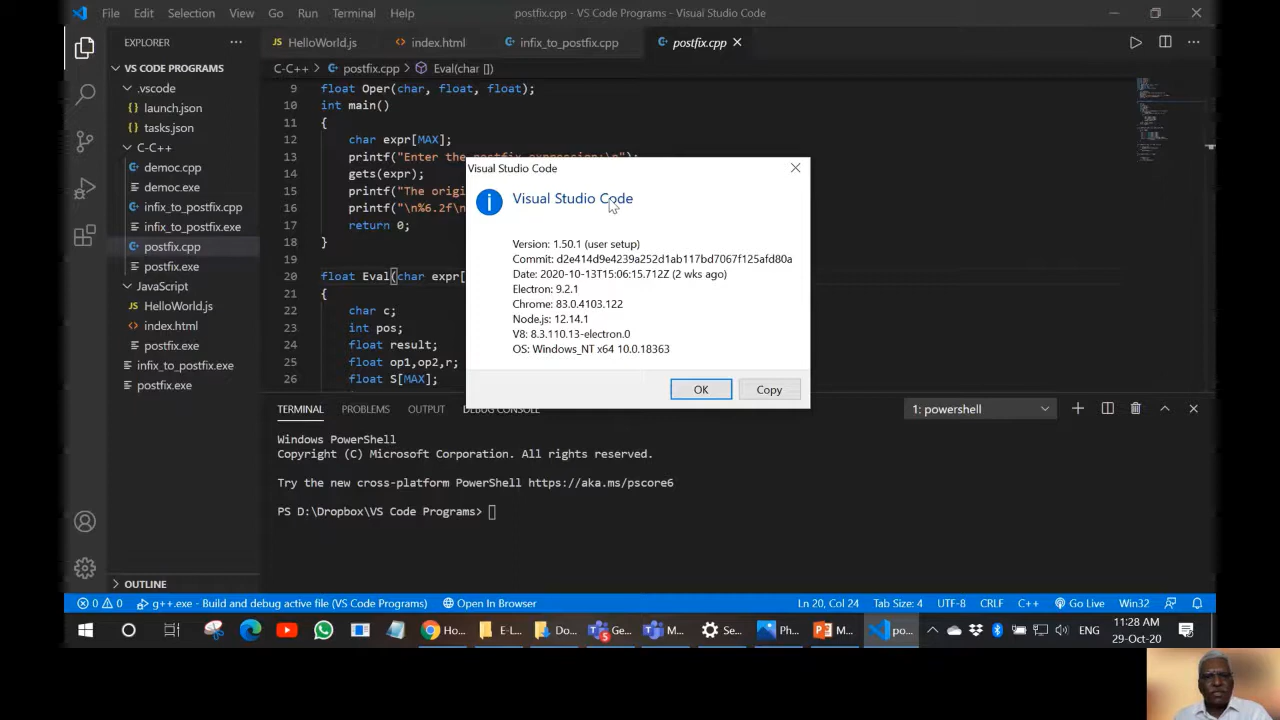 File Edit Selection View Go Run Terminal Help
postfix.cpp - VS Code Programs - Visual Studio Code
EXPLORER
VS CODE PROGRAMS
.vscode
{} launch.json
{} tasks.json
C-C++
democ.cpp
democ.exe
infix_to_postfix.cpp
infix_to_postfix.exe
postfix.cpp
postfix.exe
JavaScript
JS HelloWorld.js
<> index.html
postfix.exe
infix_to_postfix.exe
postfix.exe
OUTLINE
JS HelloWorld.js
<> index.html
infix_to_postfix.cpp
postfix.cpp
C-C++ > postfix.cpp > Eval(char [])
9 float Oper(char, float, float);
10 int main()
11 {
12 char expr[MAX];
13 printf("Enter the postfix expression:\n");
14 gets(expr);
15 printf("The orig
16 printf("\n%6.2f\n
17 return 0;
18 }
19
20 float Eval(char expr[
21 {
22 char c;
23 int pos;
24 float result;
25 float op1,op2,r;
26 float S[MAX];
Visual Studio Code
Visual Studio Code
Version: 1.50.1 (user setup)
Commit: d2e414d9e4239a252d1ab117bd7067f125afd80a
Date: 2020-10-13T15:06:15.712Z (2 wks ago)
Electron: 9.2.1
Chrome: 83.0.4103.122
Node.js: 12.14.1
V8: 8.3.110.13-electron.0
OS: Windows_NT x64 10.0.18363
OK Copy
TERMINAL PROBLEMS OUTPUT DEBUG CONSOLE
1: powershell
Windows PowerShell
Copyright (C) Microsoft Corporation. All rights reserved.
Try the new cross-platform PowerShell https://aka.ms/pscore6
PS D:\Dropbox\VS Code Programs>
0 0 g++.exe - Build and debug active file (VS Code Programs) Open In Browser
Ln 20, Col 24 Tab Size: 4 UTF-8 CRLF C++ Go Live Win32
Ho... E-L... Do... Ge... M... Se... Ph... M... po...
ENG
11:28 AM
29-Oct-20